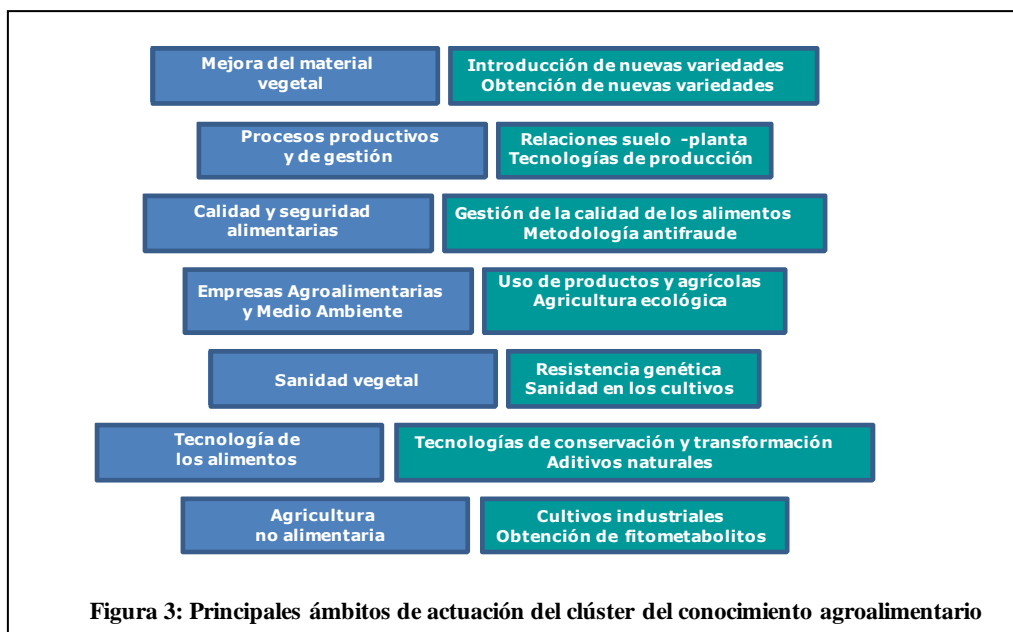 Mejora del material
vegetal
Introducción de nuevas variedades
Obtención de nuevas variedades
Procesos productivos
y de gestión
Relaciones suelo -planta
Tecnologías de producción
Calidad y seguridad
alimentarias
Gestión de la calidad de los alimentos
Metodología antifraude
Empresas Agroalimentarias
y Medio Ambiente
Uso de productos y agrícolas
Agricultura ecológica
Sanidad vegetal
Resistencia genética
Sanidad en los cultivos
Tecnología de
los alimentos
Tecnologías de conservación y transformación
Aditivos naturales
Agricultura
no alimentaria
Cultivos industriales
Obtención de fitometabolitos
Figura 3: Principales ámbitos de actuación del clúster del conocimiento agroalimentario